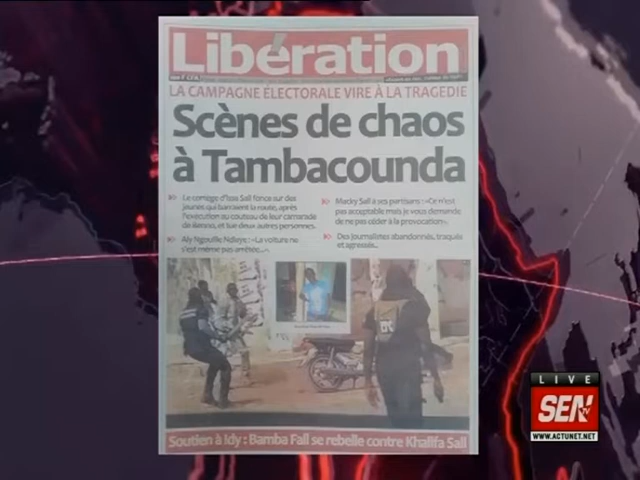 Libération
LA CAMPAGNE ÉLECTORALE VIRE À LA TRAGEDIE
Scènes de chaos
à Tambacounda
Le cortège d'Issa Sall fonce sur des
jeunes qui barraient la route, après
l'exécution au couteau de leur camarade
de Benno, et tue deux autres personnes.
Aly Ngouille Ndiaye : «La voiture ne
s'est même pas arrêtée...».
Macky Sall à ses partisans : «Ce n'est
pas acceptable mais je vous demande
de ne pas céder à la provocation».
Des journalistes abandonnés, traqués
et agressés...
Soutien à Idy : Bamba Fall se rebelle contre Khalifa Sall
LIVE
SEN TV
WWW.ACTUNET.NET